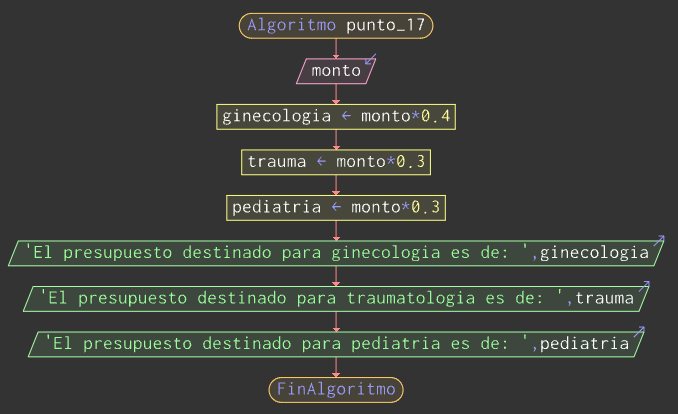 Algoritmo punto_17
monto
ginecologia ← monto*0.4
trauma ← monto*0.3
pediatria ← monto*0.3
'El presupuesto destinado para ginecologia es de: ',ginecologia
'El presupuesto destinado para traumatologia es de: ',trauma
'El presupuesto destinado para pediatria es de: ',pediatria
FinAlgoritmo